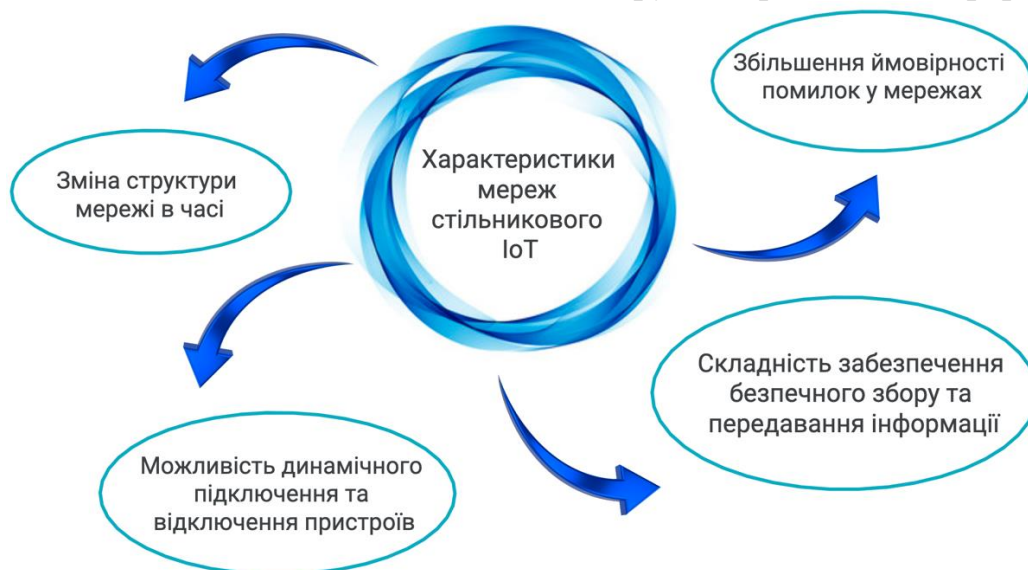 Збільшення ймовірності
помилок у мережах
Характеристики
мереж
стільникового
IoT
Зміна структури
мережі в часі
Складність забезпечення
безпечного збору та
передавання інформації
Можливість динамічного
підключення та
відключення пристроїв